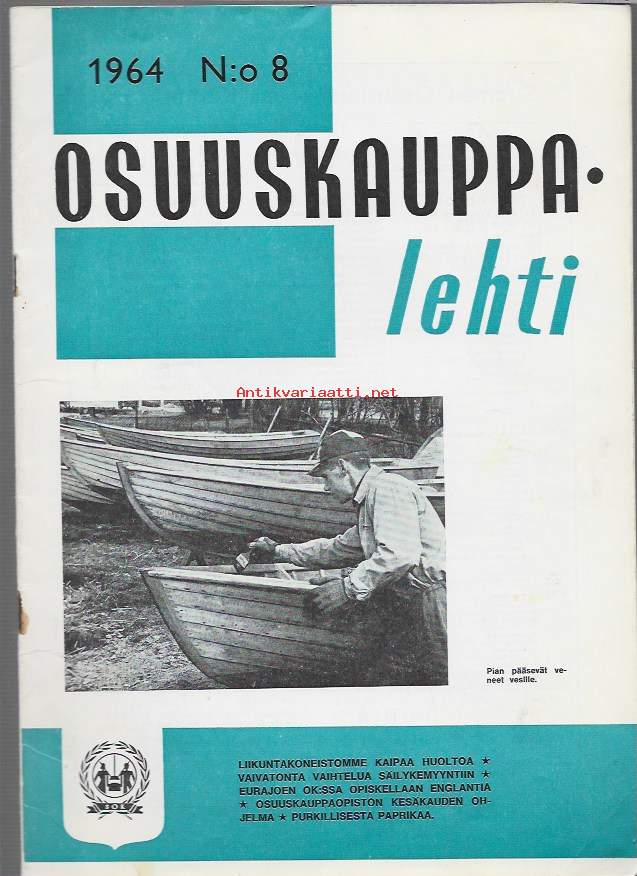 1964 N:o 8
OSUUSKAUPPA-
lehti
Antikvariaatti.net
Pian pääsevät ve-
neet vesille.
LIIKUNTAKONEISTOMME KAIPAA HUOLTOA ★
VAIVATONTA VAIHTELUA SÄILYKEMYYNTIIN ★
EURAJOEN OK:SSA OPISKELLAAN ENGLANTIA
★ OSUUSKAUPPAOPISTON KESÄKAUDEN OH-
JELMA ★ PURKILLISESTA PAPRIKAA.
SOK